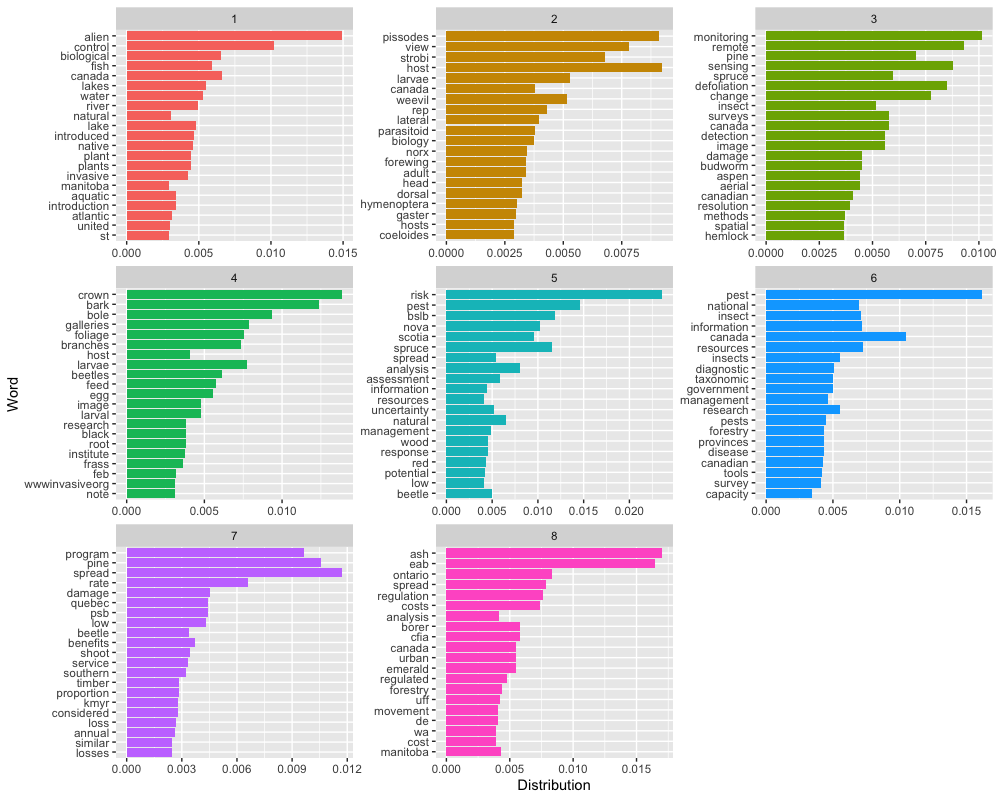 1
alien
control
biological
fish
canada
lakes
water
river
natural
lake
introduced
native
plant
plants
invasive
manitoba
aquatic
introduction
atlantic
united
st
0.000 0.005 0.010 0.015
2
pissodes
view
strobi
host
larvae
canada
weevil
rep
lateral
parasitoid
biology
norx
forewing
adult
head
dorsal
hymenoptera
gaster
hosts
coeloides
0.0000 0.0025 0.0050 0.0075
3
monitoring
remote
pine
sensing
spruce
defoliation
change
insect
surveys
canada
detection
image
damage
budworm
aspen
aerial
canadian
resolution
methods
spatial
hemlock
0.0000 0.0025 0.0050 0.0075 0.0100
4
crown
bark
bole
galleries
foliage
branches
host
larvae
beetles
feed
egg
image
larval
research
black
root
institute
frass
feb
wwwinvasiveorg
note
0.000 0.005 0.010
5
risk
pest
bslb
nova
scotia
spruce
spread
analysis
assessment
information
resources
uncertainty
natural
management
wood
response
red
potential
low
beetle
0.000 0.005 0.010 0.015 0.020
6
pest
national
insect
information
canada
resources
insects
diagnostic
taxonomic
government
management
research
pests
forestry
provinces
disease
canadian
tools
survey
capacity
0.000 0.005 0.010 0.015
7
program
pine
spread
rate
damage
quebec
psb
low
beetle
benefits
shoot
service
southern
timber
proportion
kmyr
considered
loss
annual
similar
losses
0.000 0.003 0.006 0.009 0.012
8
ash
eab
ontario
spread
regulation
costs
analysis
borer
cfia
canada
urban
emerald
regulated
forestry
uff
movement
de
wa
cost
manitoba
0.000 0.005 0.010 0.015
Word
Distribution